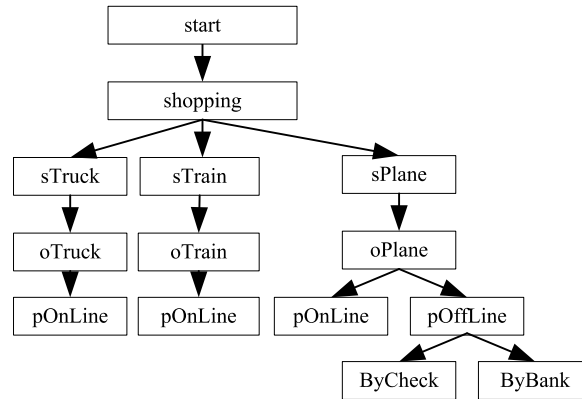 start
shopping
sTruck
sTrain
sPlane
oTruck
oTrain
oPlane
pOnLine
pOnLine
pOnLine
pOffLine
ByCheck
ByBank